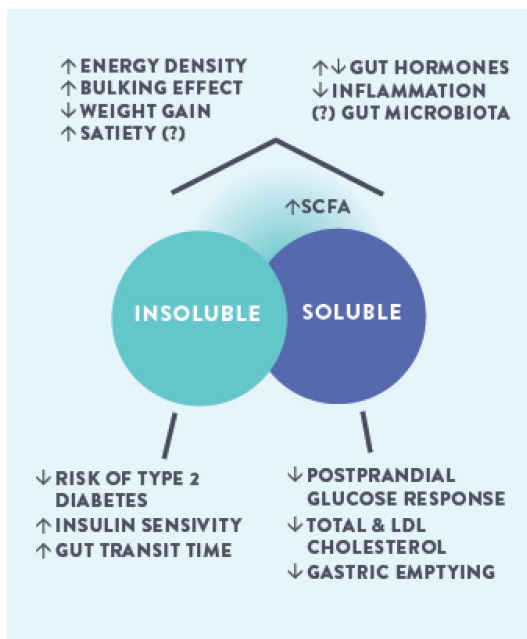 ↑ ENERGY DENSITY
↑ BULKING EFFECT
↓ WEIGHT GAIN
↑ SATIETY (?)
↑↓ GUT HORMONES
↓ INFLAMMATION
(?) GUT MICROBIOTA
↑SCFA
INSOLUBLE
SOLUBLE
↓ RISK OF TYPE 2
DIABETES
↑ INSULIN SENSIVITY
↑ GUT TRANSIT TIME
↓ POSTPRANDIAL
GLUCOSE RESPONSE
↓ TOTAL & LDL
CHOLESTEROL
↓ GASTRIC EMPTYING